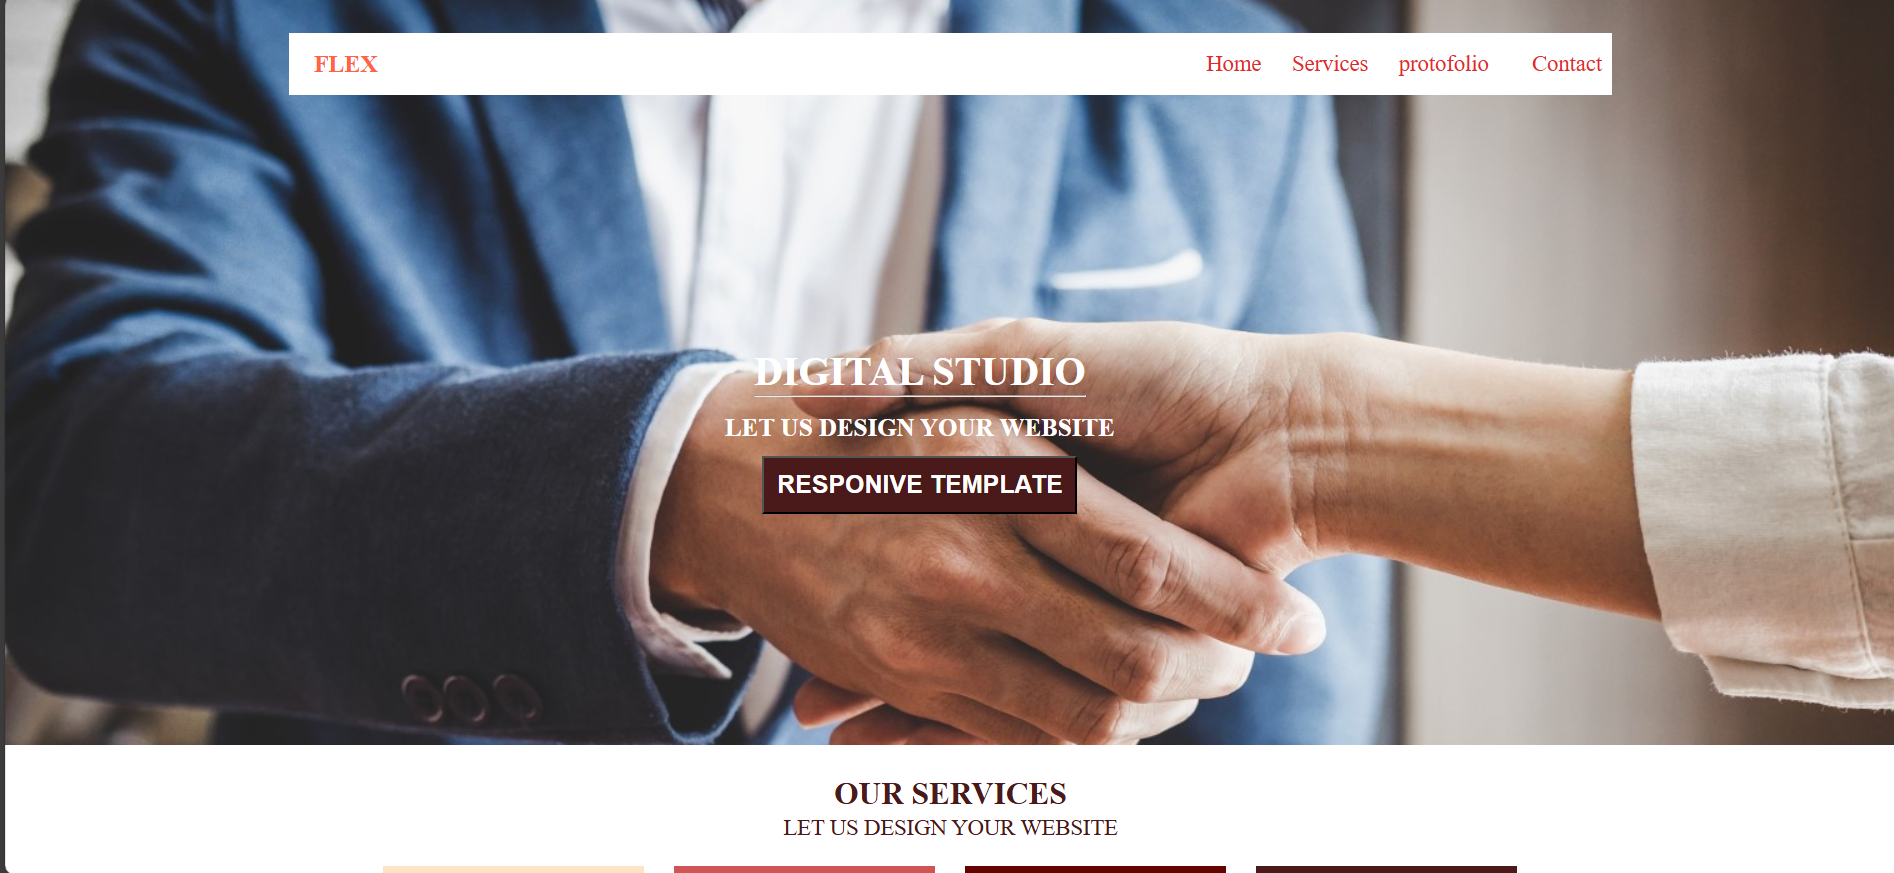 FLEX
Home Services protofolio Contact
DIGITAL STUDIO
LET US DESIGN YOUR WEBSITE
RESPONIVE TEMPLATE
OUR SERVICES
LET US DESIGN YOUR WEBSITE